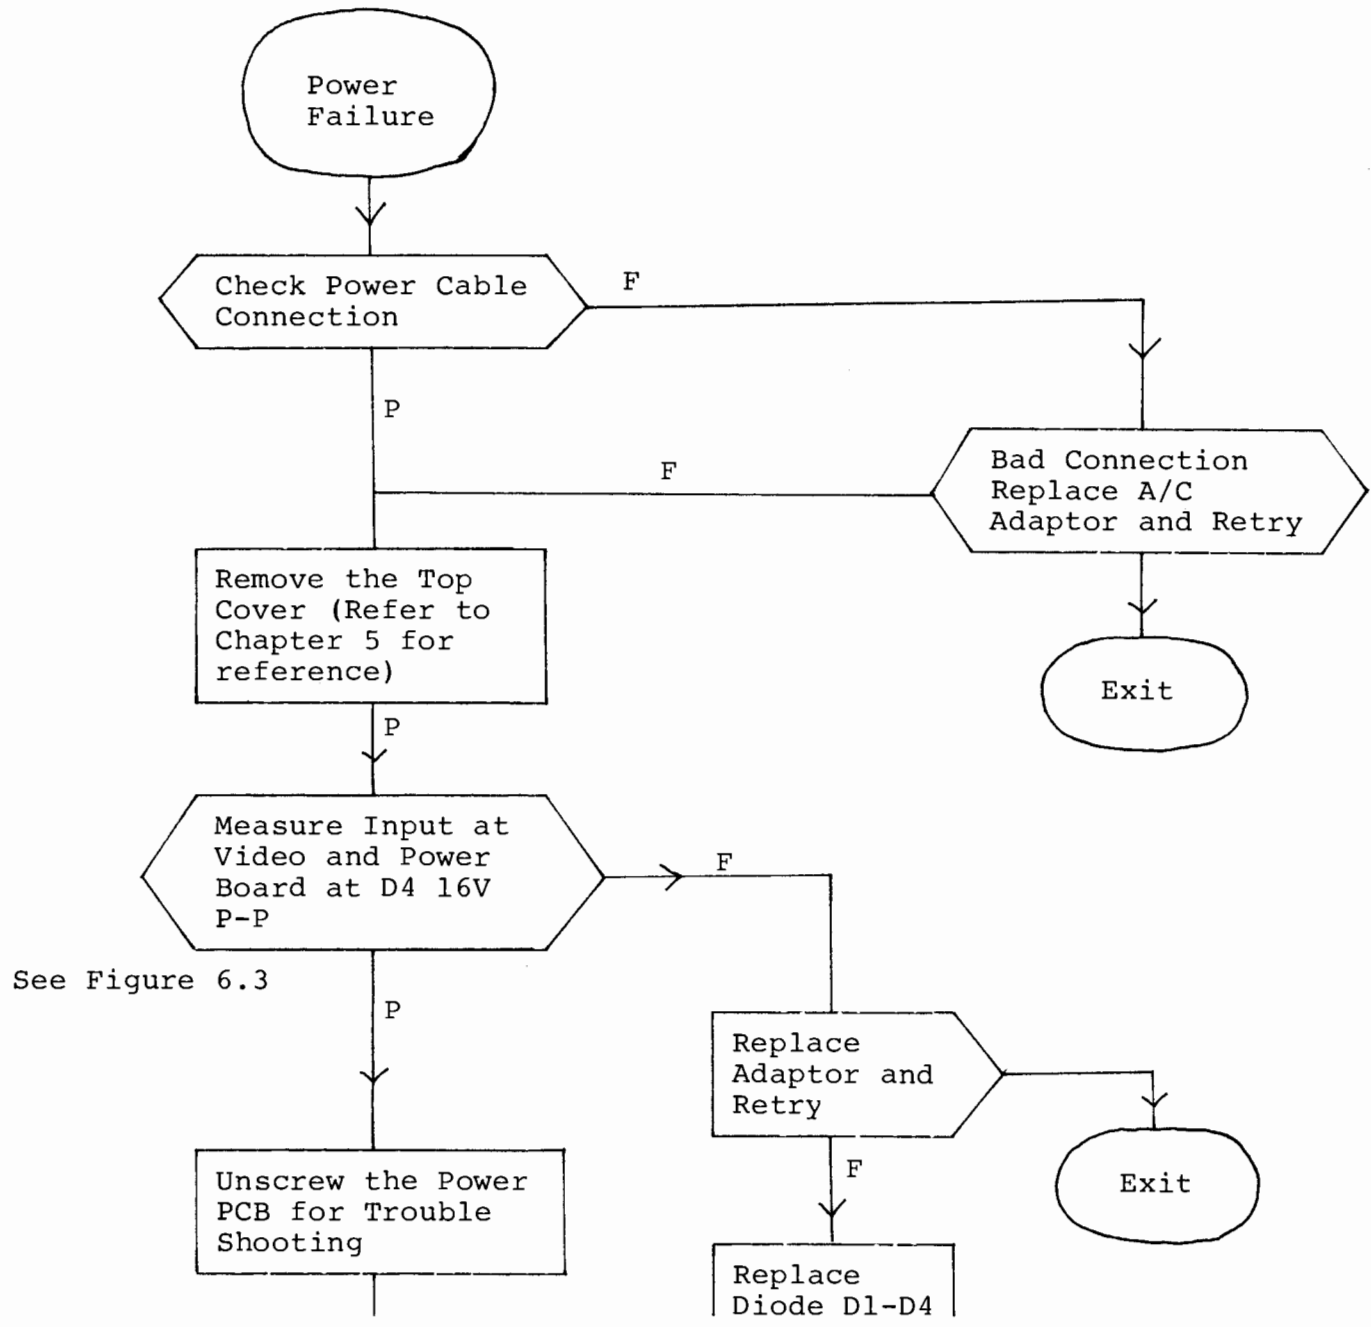 Power
Failure
Check Power Cable
Connection
F
P
F
Bad Connection
Replace A/C
Adaptor and Retry
Remove the Top
Cover (Refer to
Chapter 5 for
reference)
Exit
P
Measure Input at
Video and Power
Board at D4 16V
P-P
F
See Figure 6.3
P
Replace
Adaptor and
Retry
Exit
F
Unscrew the Power
PCB for Trouble
Shooting
Replace
Diode D1-D4